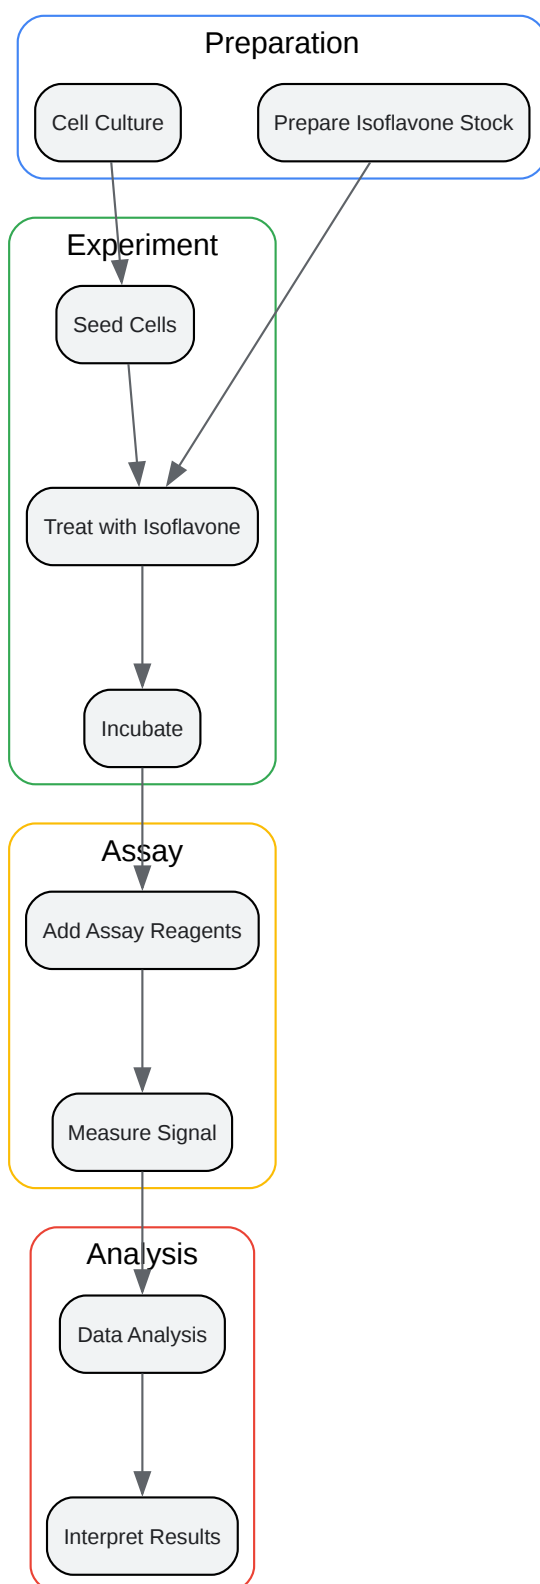 Preparation
Cell Culture
Prepare Isoflavone Stock
Experiment
Seed Cells
Treat with Isoflavone
Incubate
Assay
Add Assay Reagents
Measure Signal
Analysis
Data Analysis
Interpret Results